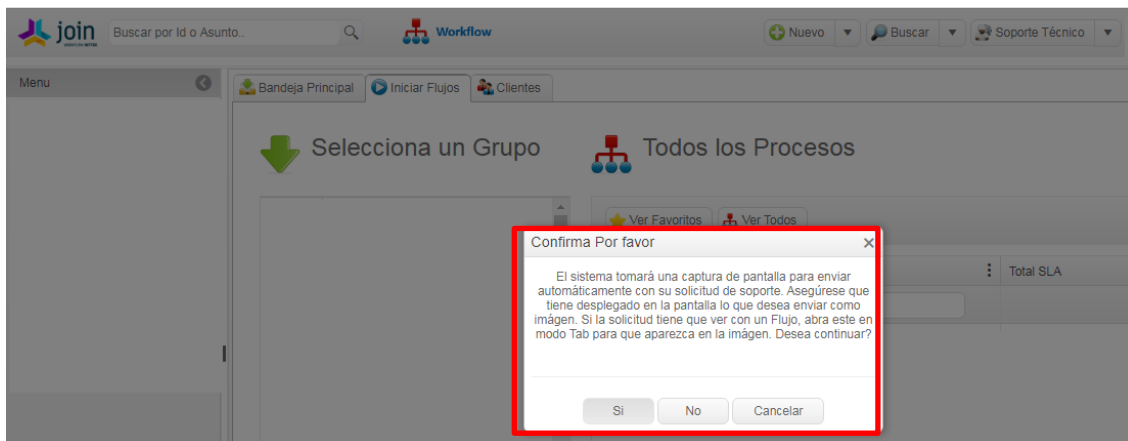 join
Buscar por Id o Asunto..
Workflow
Nuevo
Buscar
Soporte Técnico
Menu
Bandeja Principal
Iniciar Flujos
Clientes
Selecciona un Grupo
Todos los Procesos
Ver Favoritos
Ver Todos
Confirma Por favor
Total SLA
El sistema tomará una captura de pantalla para enviar
automáticamente con su solicitud de soporte. Asegúrese que
tiene desplegado en la pantalla lo que desea enviar como
imágen. Si la solicitud tiene que ver con un Flujo, abra este en
modo Tab para que aparezca en la imágen. Desea continuar?
Si
No
Cancelar